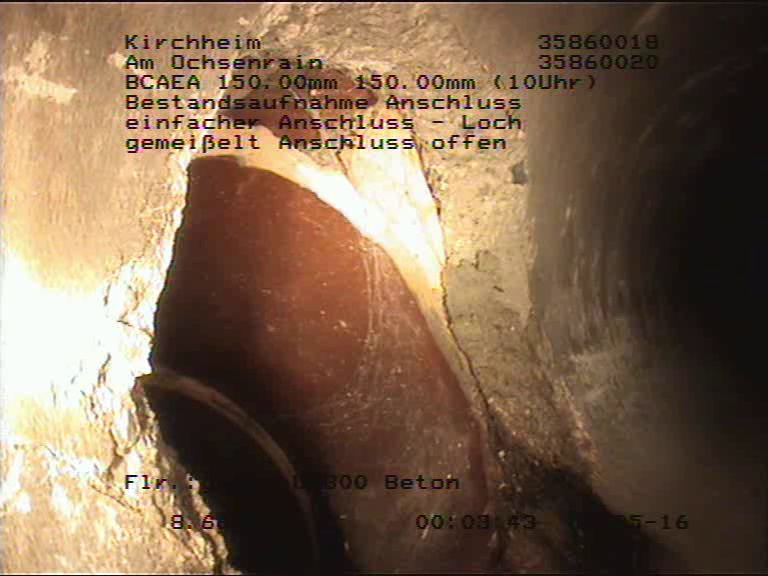 Kirchheim 35860018
Am Ochsenrain 35860020
BCAEA 150.00mm 150.00mm (10Uhr)
Bestandsaufnahme Anschluss
einfacher Anschluss - Loch
gemeißelt Anschluss offen
Flr.: 300 Beton
00:03:43